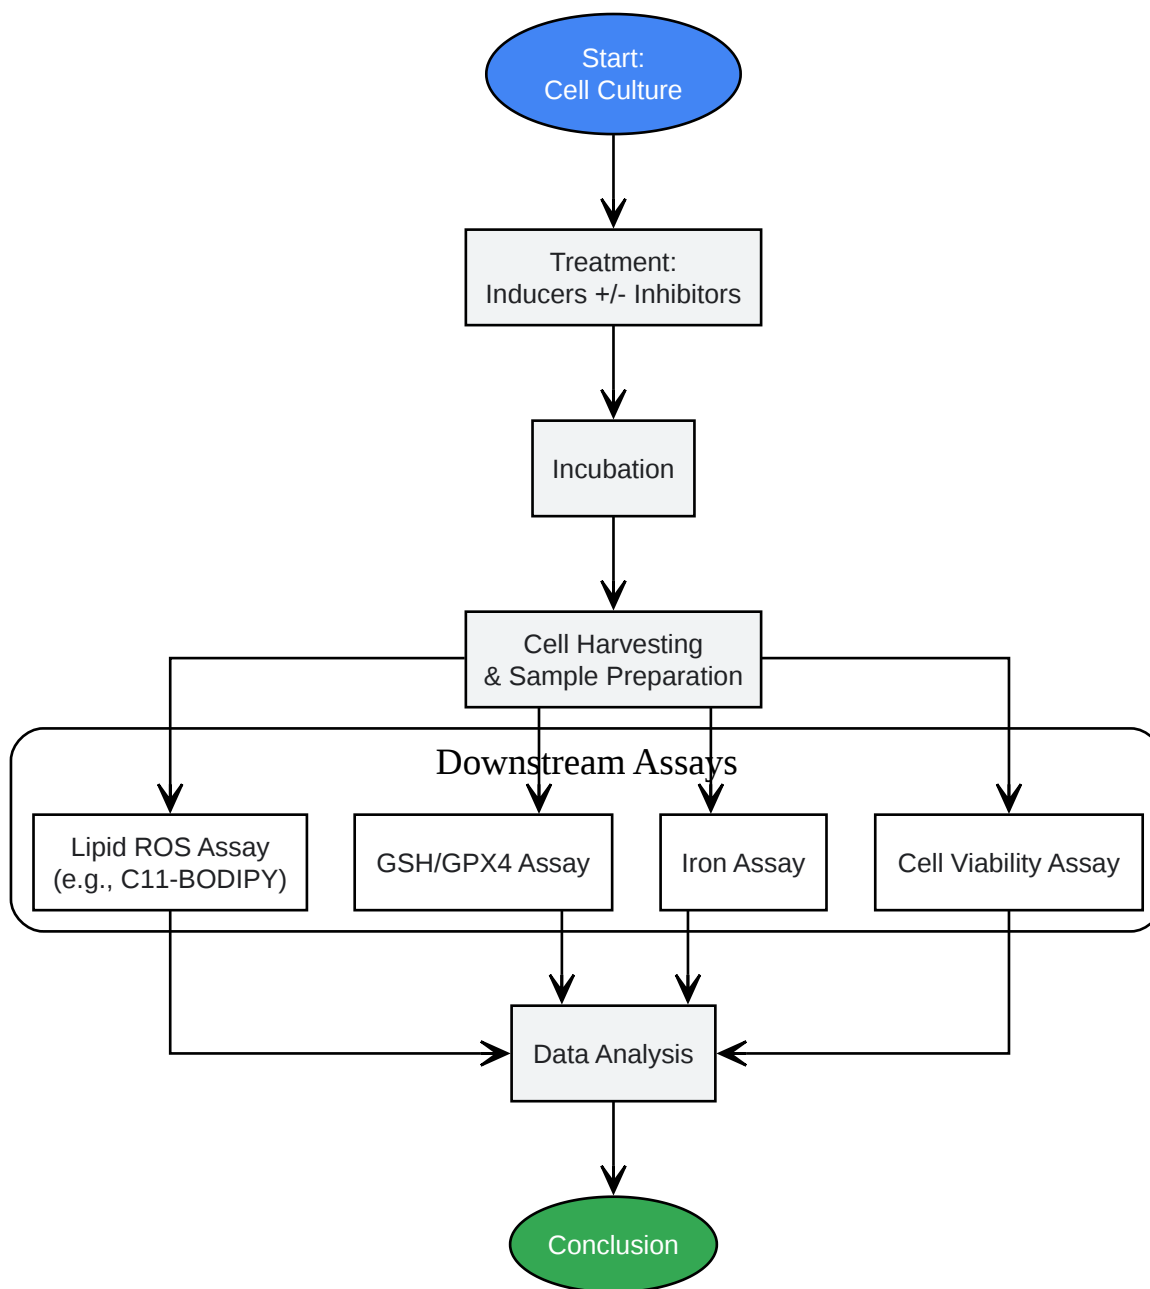 Start:
Cell Culture
Treatment:
Inducers +/- Inhibitors
Incubation
Cell Harvesting
& Sample Preparation
Downstream Assays
Lipid ROS Assay
(e.g., C11-BODIPY)
GSH/GPX4 Assay
Iron Assay
Cell Viability Assay
Data Analysis
Conclusion